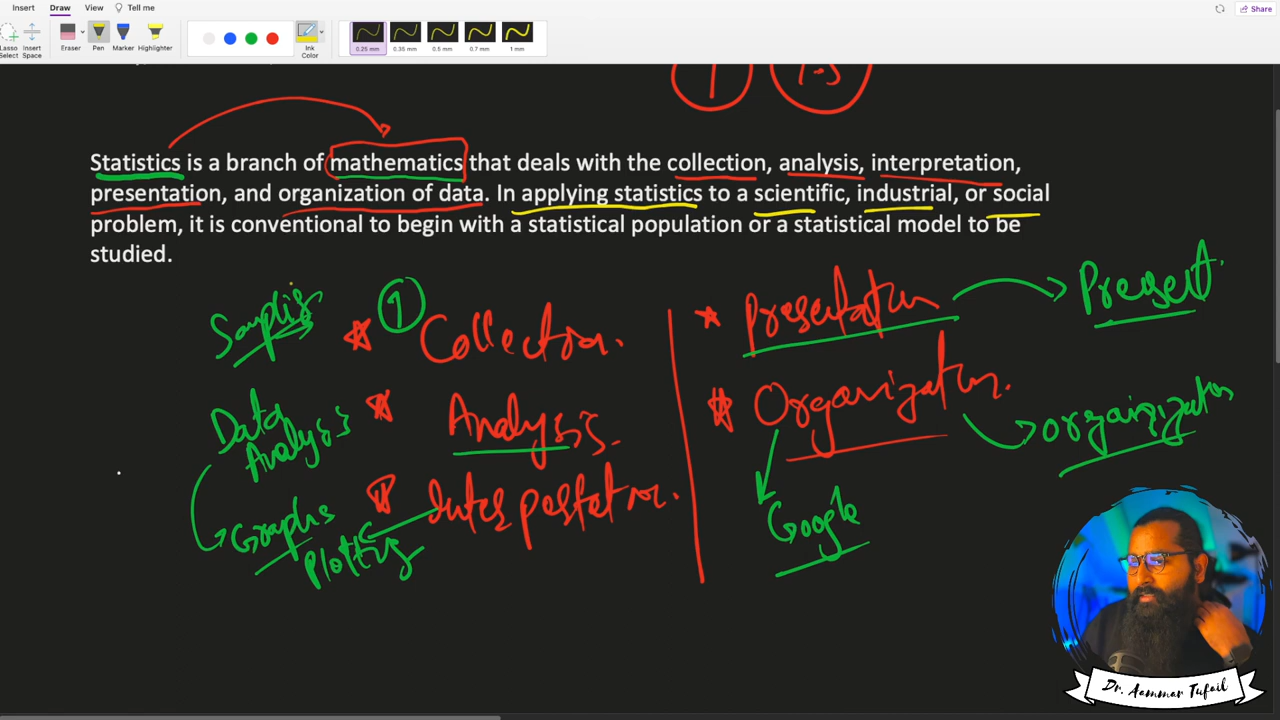 Insert Draw View Tell me Share
Lasso Select Insert Space Eraser Pen Marker Highlighter Ink Color 0.25 mm 0.35 mm 0.5 mm 0.7 mm 1 mm
1 1-3
Statistics is a branch of mathematics that deals with the collection, analysis, interpretation,
presentation, and organization of data. In applying statistics to a scientific, industrial, or social
problem, it is conventional to begin with a statistical population or a statistical model to be
studied.
1 Collection.
Data Analysis
Analysis.
Graphs
Plotting
Presentation
Present
Organization.
Google
Dr. Aammar Tufail